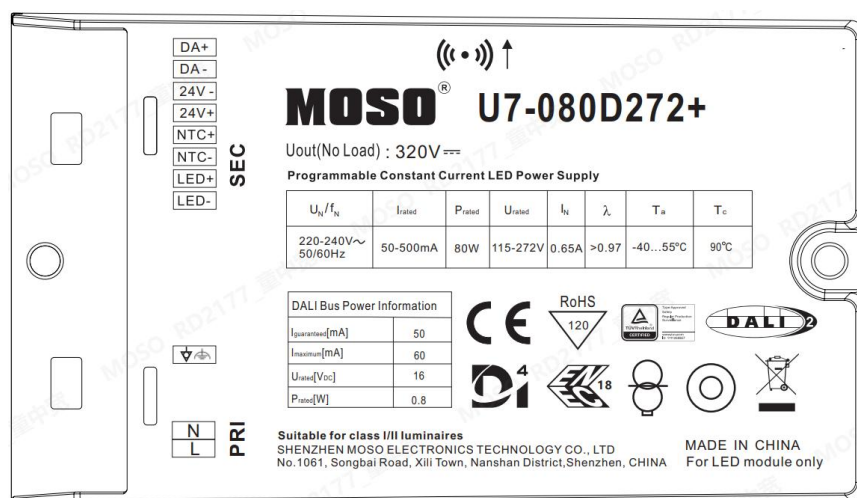 DA+
DA-
24V -
24V+
NTC+
NTC-
LED+
LED-
SEC
MOSO® U7-080D272+
Uout(No Load) : 320V⎓
Programmable Constant Current LED Power Supply
UN/fN Irated Prated Urated IN λ Ta Tc
220-240V～ 50/60Hz 50-500mA 80W 115-272V 0.65A >0.97 -40...55ºC 90℃
DALI Bus Power Information
Iguaranteed[mA] 50
Imaximum[mA] 60
Urated[VDC] 16
Prated[W] 0.8
CE
RoHS
120
TÜVRheinland
CERTIFIED
DALI 2
D4i
ENEC 18
N
L
PRI
Suitable for class I/II luminaires
SHENZHEN MOSO ELECTRONICS TECHNOLOGY CO., LTD
No.1061, Songbai Road, Xili Town, Nanshan District,Shenzhen, CHINA
MADE IN CHINA
For LED module only